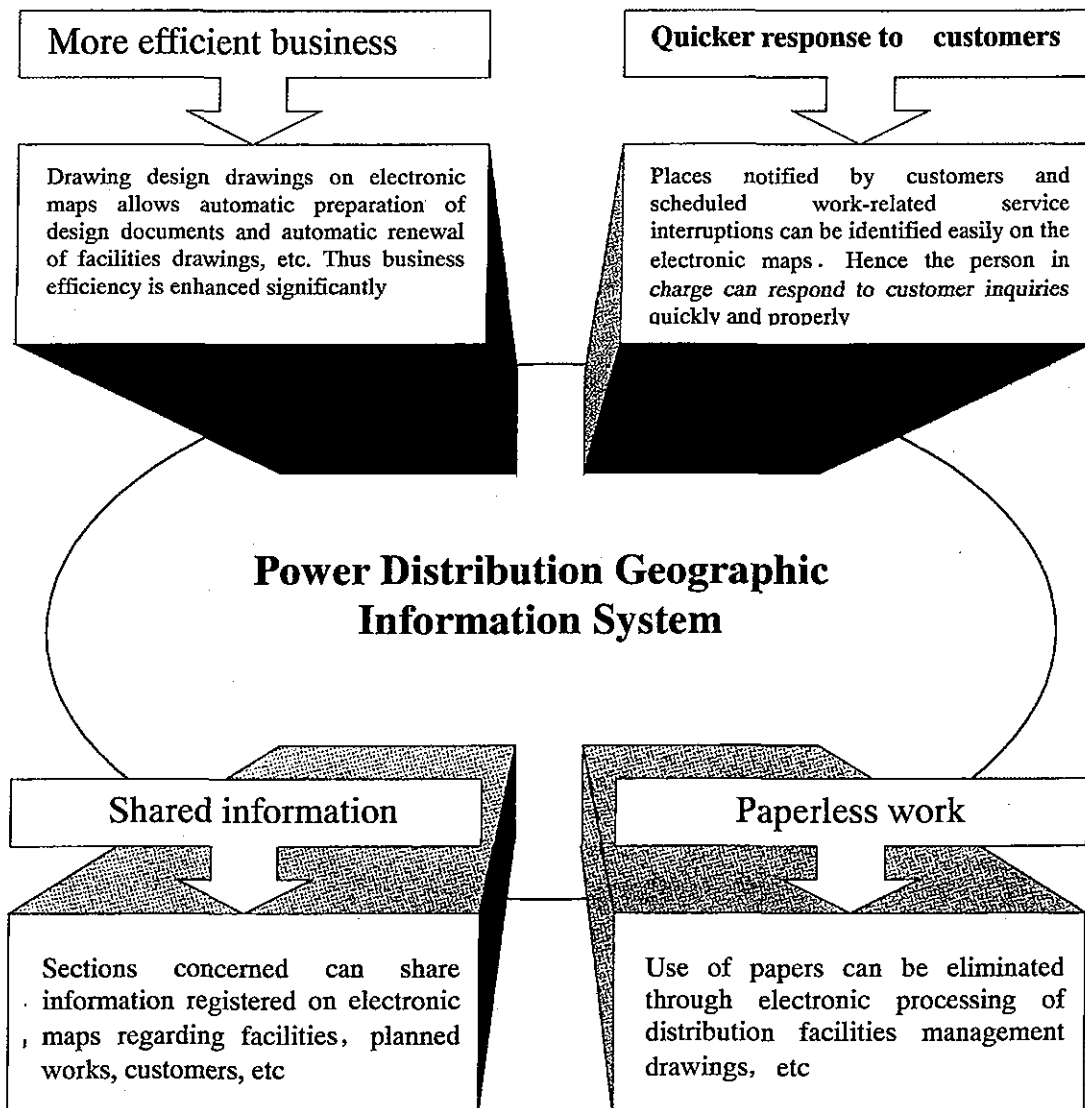 More efficient business
Drawing design drawings on electronic
maps allows automatic preparation of
design documents and automatic renewal
of facilities drawings, etc. Thus business
efficiency is enhanced significantly
Quicker response to customers
Places notified by customers and
scheduled work-related service
interruptions can be identified easily on the
electronic maps. Hence the person in
charge can respond to customer inquiries
quickly and properly
Power Distribution Geographic
Information System
Shared information
Sections concerned can share
information registered on electronic
maps regarding facilities, planned
works, customers, etc
Paperless work
Use of papers can be eliminated
through electronic processing of
distribution facilities management
drawings, etc